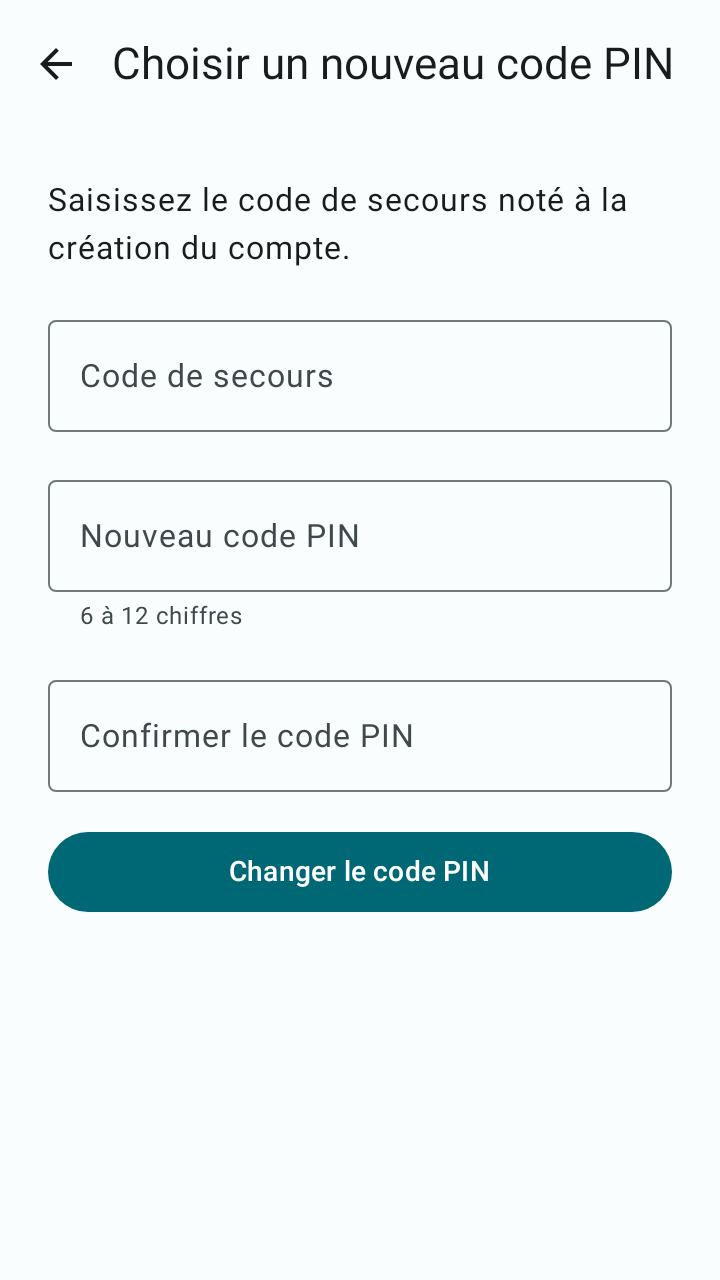 Choisir un nouveau code PIN
Saisissez le code de secours noté à la
création du compte.
Code de secours
Nouveau code PIN
6 à 12 chiffres
Confirmer le code PIN
Changer le code PIN